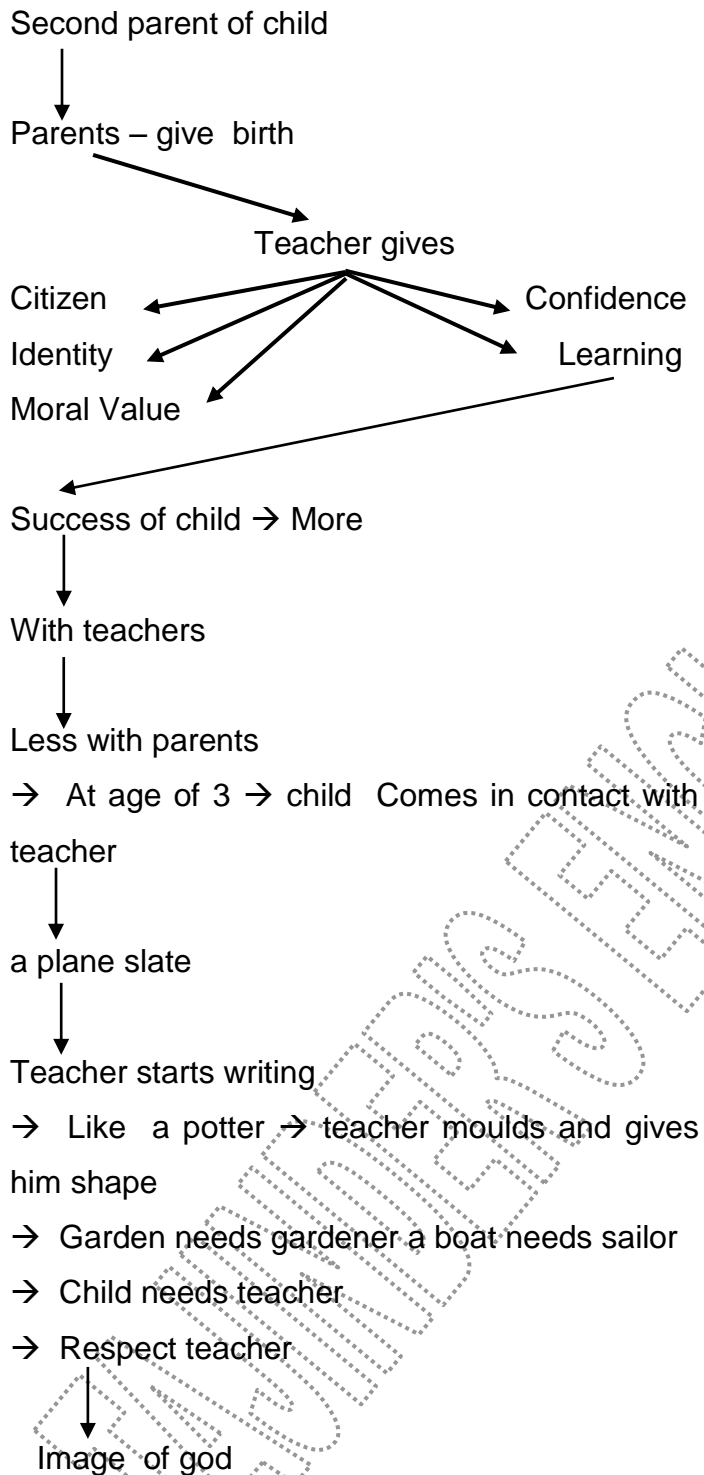 Second parent of child
Parents – give birth
Teacher gives
Citizen Confidence
Identity Learning
Moral Value
Success of child → More
With teachers
Less with parents
→ At age of 3 → child Comes in contact with
teacher
a plane slate
Teacher starts writing
→ Like a potter → teacher moulds and gives
him shape
→ Garden needs gardener a boat needs sailor
→ Child needs teacher
→ Respect teacher
Image of god